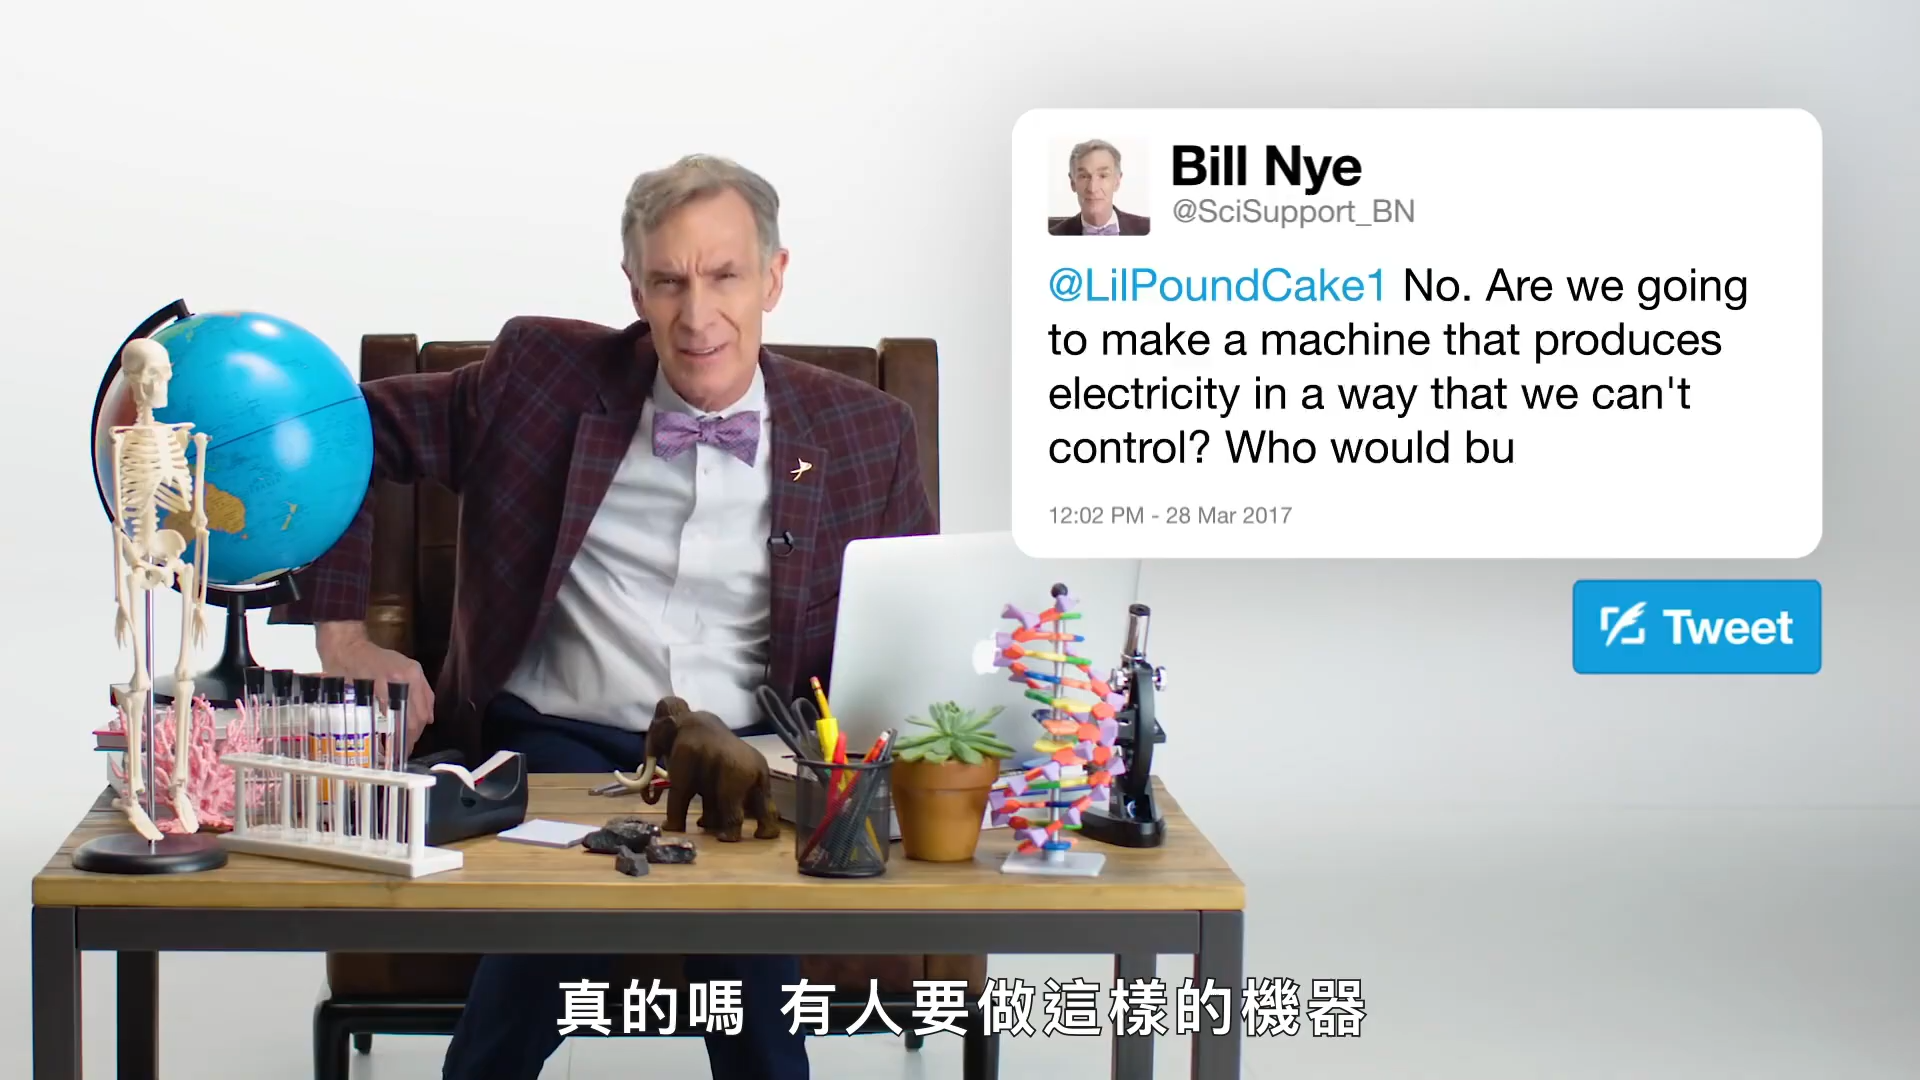 Bill Nye
@SciSupport_BN
@LilPoundCake1 No. Are we going
to make a machine that produces
electricity in a way that we can't
control? Who would bu
12:02 PM - 28 Mar 2017
Tweet
真的嗎 有人要做這樣的機器